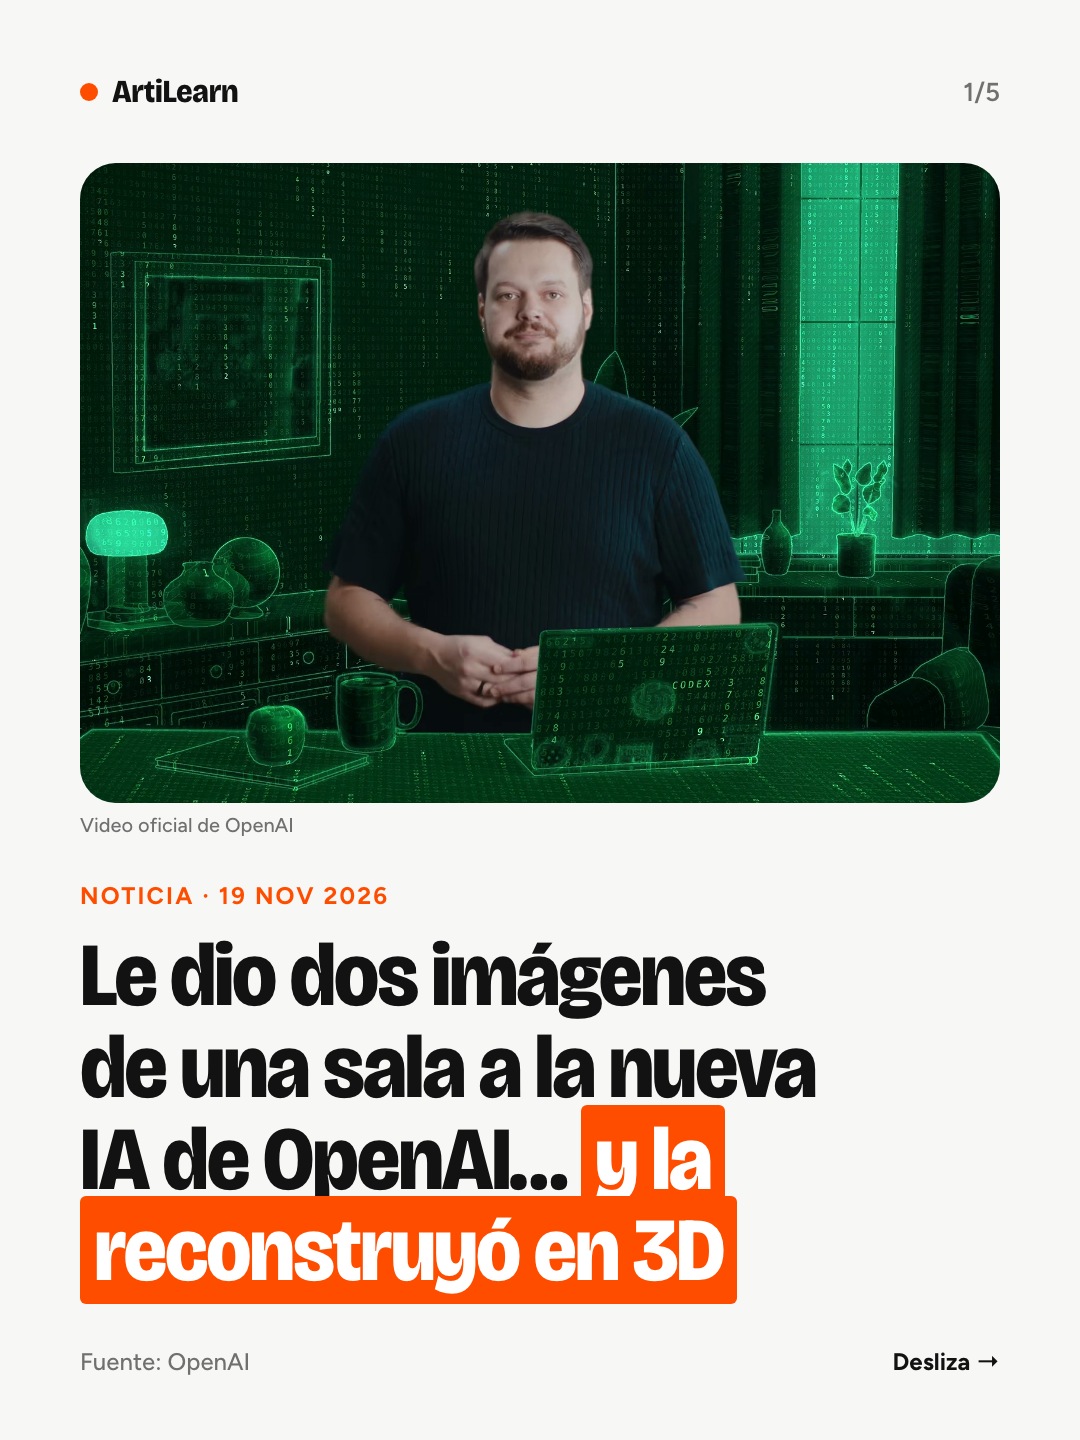 ArtiLearn
1/5
CODEX
Video oficial de OpenAI
NOTICIA · 19 NOV 2026
Le dio dos imágenes
de una sala a la nueva
IA de OpenAI... y la
reconstruyó en 3D
Fuente: OpenAI
Desliza →